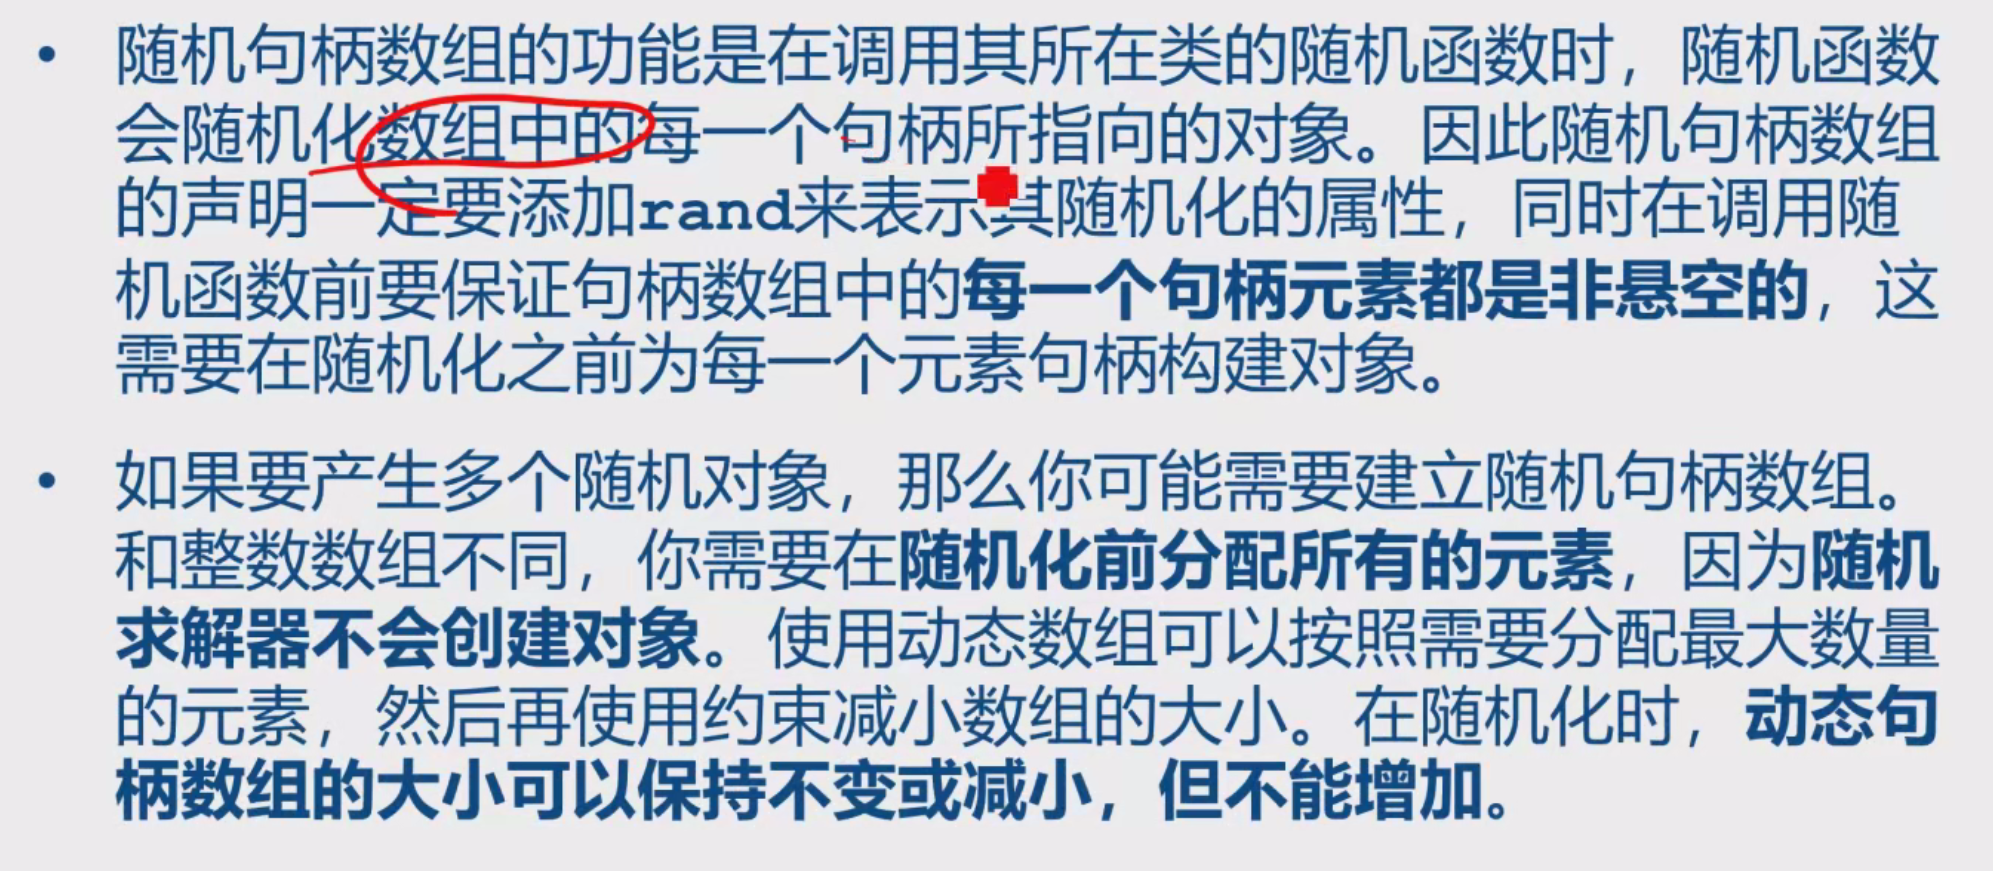 • 随机句柄数组的功能是在调用其所在类的随机函数时，随机函数
会随机化数组中的每一个句柄所指向的对象。因此随机句柄数组
的声明一定要添加rand来表示其随机化的属性，同时在调用随
机函数前要保证句柄数组中的每一个句柄元素都是非悬空的，这
需要在随机化之前为每一个元素句柄构建对象。
• 如果要产生多个随机对象，那么你可能需要建立随机句柄数组。
和整数数组不同，你需要在随机化前分配所有的元素，因为随机
求解器不会创建对象。使用动态数组可以按照需要分配最大数量
的元素，然后再使用约束减小数组的大小。在随机化时，动态句
柄数组的大小可以保持不变或减小，但不能增加。